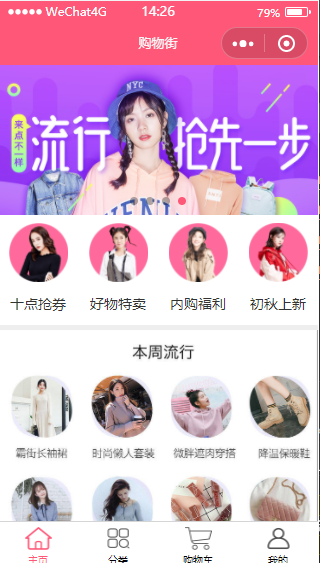 WeChat4G 14:26 79%
购物街
NYC
来点不一样
流行 抢先一步
十点抢券 好物特卖 内购福利 初秋上新
本周流行
霸街长袖裙 时尚懒人套装 微胖遮肉穿搭 降温保暖鞋
主页 分类 购物车 我的